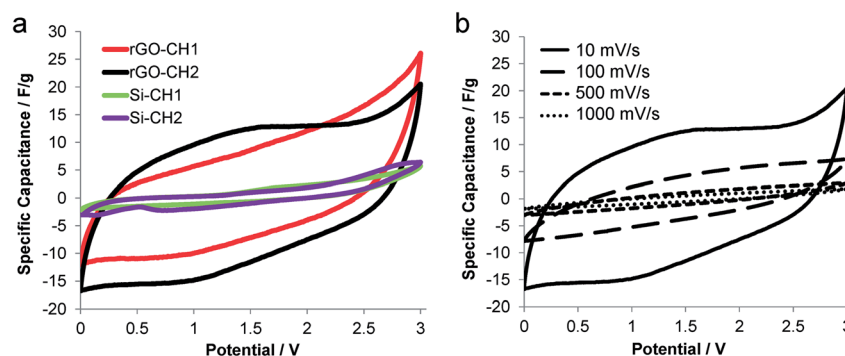 a
rGO-CH1
rGO-CH2
Si-CH1
Si-CH2
Specific Capacitance / F/g
30
25
20
15
10
5
0
-5
-10
-15
-20
0 0.5 1 1.5 2 2.5 3
Potential / V
b
10 mV/s
100 mV/s
500 mV/s
1000 mV/s
Specific Capacitance / F/g
30
25
20
15
10
5
0
-5
-10
-15
-20
0 0.5 1 1.5 2 2.5 3
Potential / V